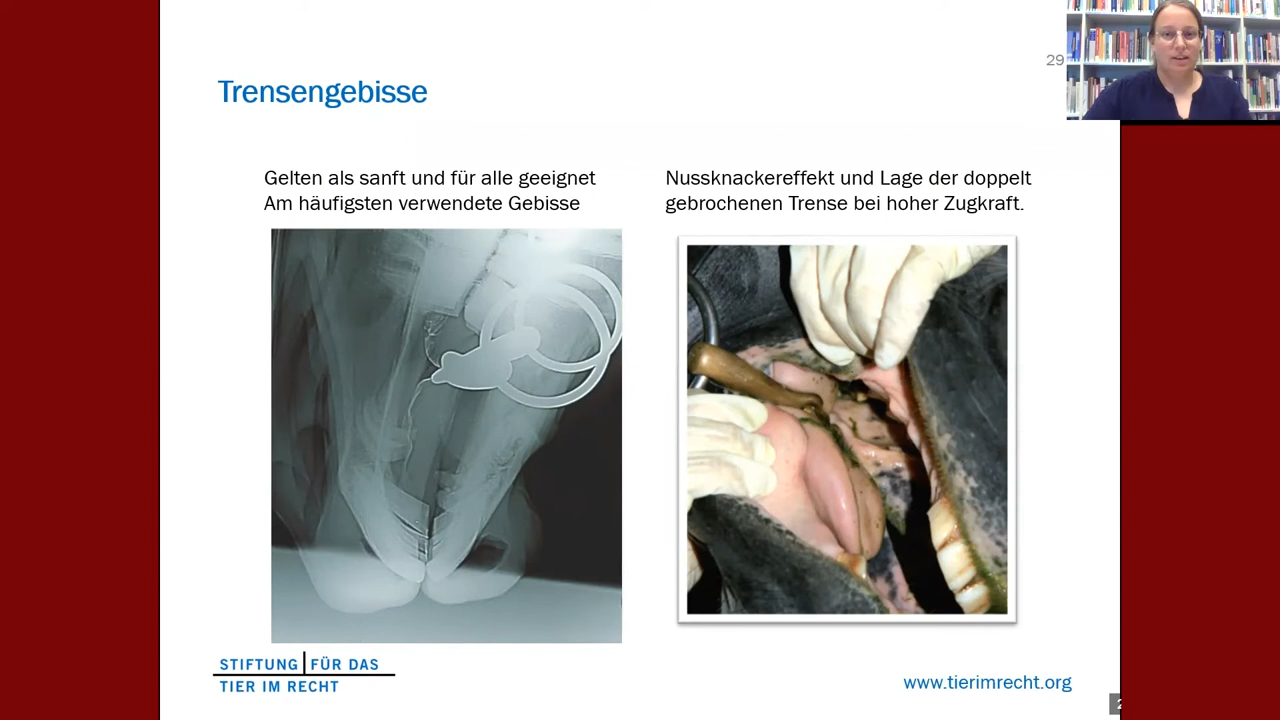 29
Trensengebisse
Gelten als sanft und für alle geeignet
Am häufigsten verwendete Gebisse
Nussknackereffekt und Lage der doppelt
gebrochenen Trense bei hoher Zugkraft.
STIFTUNG FÜR DAS
TIER IM RECHT
www.tierimrecht.org